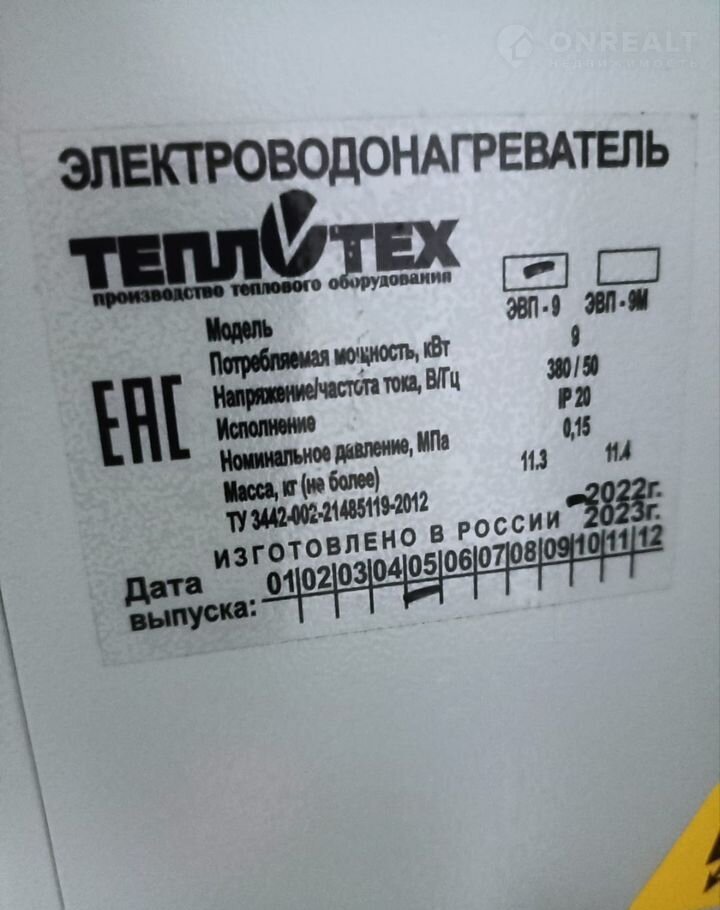 ONREALT
НЕДВИЖИМОСТЬ
ЭЛЕКТРОВОДОНАГРЕВАТЕЛЬ
ТЕПЛОТЕХ
производство теплового оборудования
ЭВП - 9 ЭВП - 9М
Модель
Потребляемая мощность, кВт 9
Напряжение/частота тока, В/Гц 380 / 50
Исполнение IP 20
Номинальное давление, МПа 0,15
Масса, кг (не более) 11.3 11.4
ТУ 3442-002-21485119-2012
EAC
ИЗГОТОВЛЕНО В РОССИИ 2022г.
2023г.
Дата выпуска: 01|02|03|04|05|06|07|08|09|10|11|12